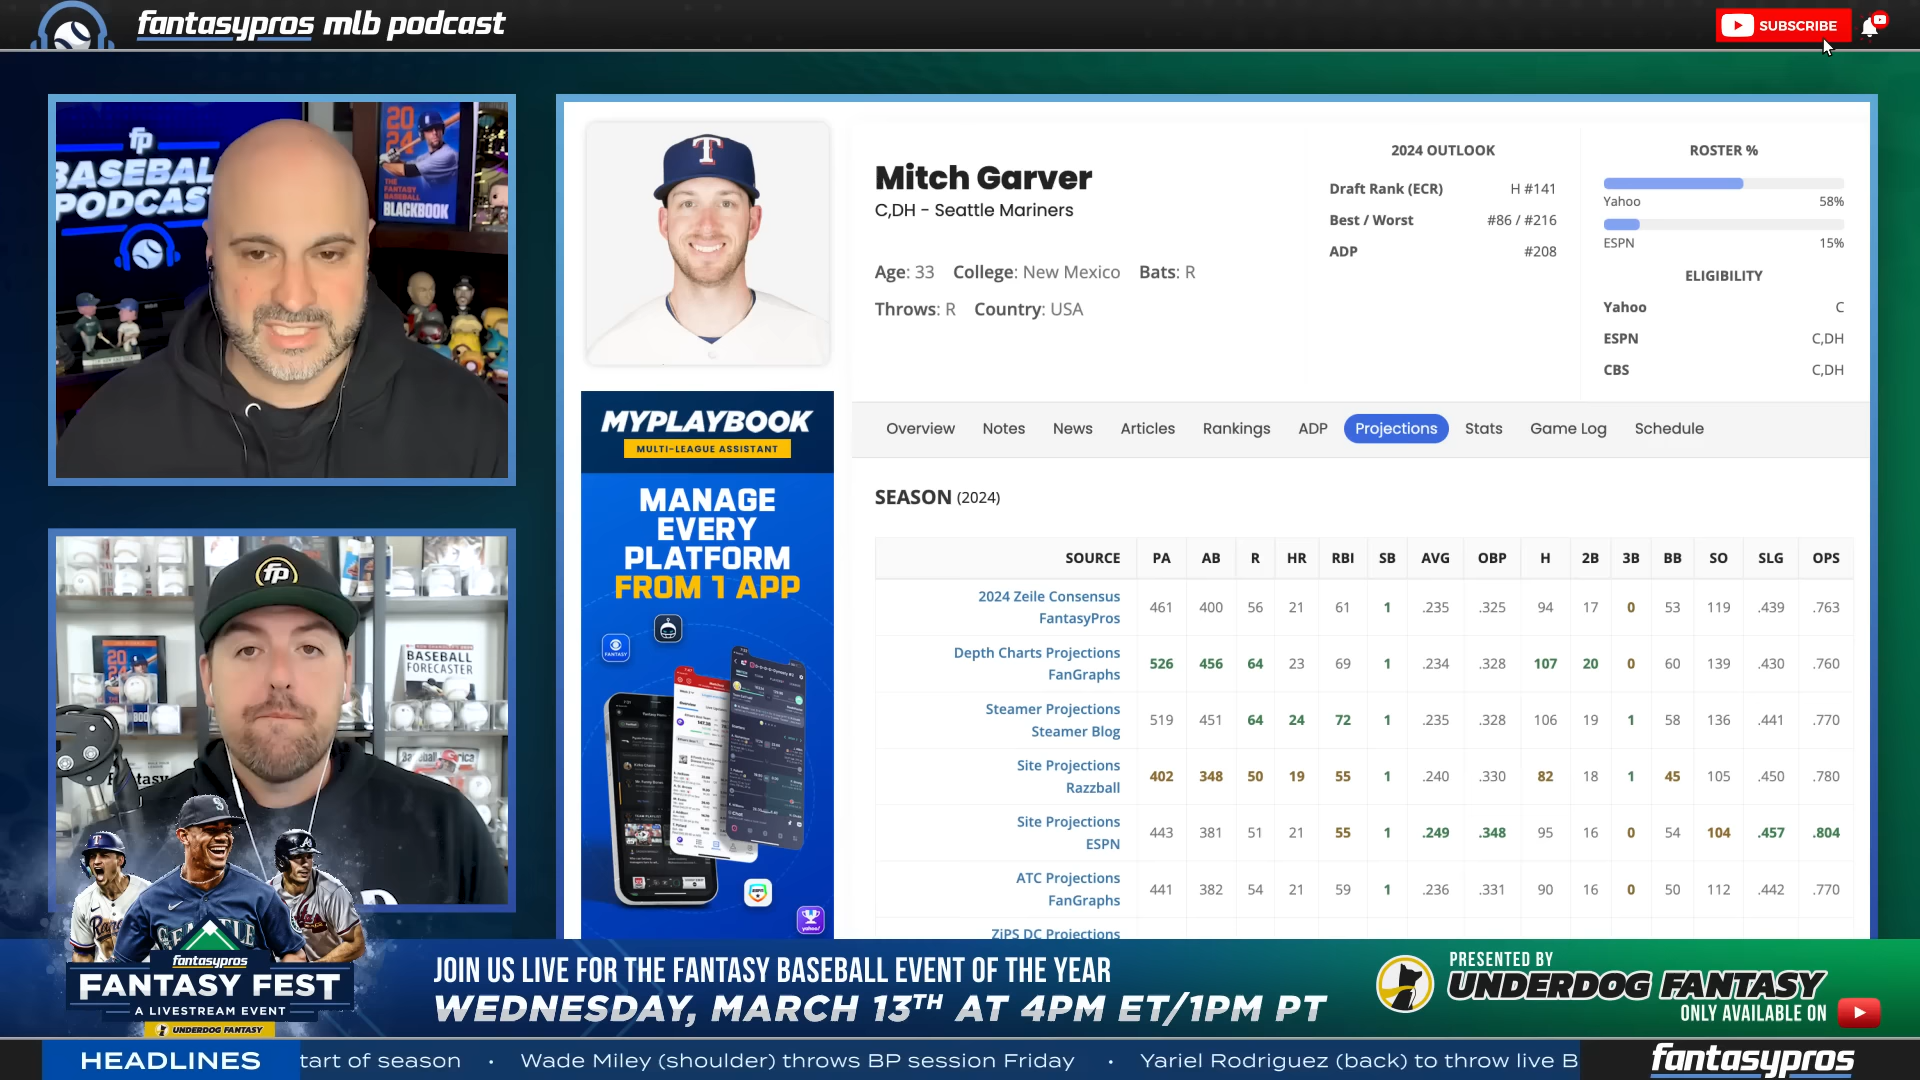 fantasypros mlb podcast
SUBSCRIBE
fp
BASEBALL
PODCAS
2024
THE
FANTASY
BASEBALL
BLACKBOOK
Mitch Garver
C,DH - Seattle Mariners
Age: 33 College: New Mexico Bats: R
Throws: R Country: USA
2024 OUTLOOK
Draft Rank (ECR) H #141
Best / Worst #86 / #216
ADP #208
ROSTER %
Yahoo 58%
ESPN 15%
ELIGIBILITY
Yahoo C
ESPN C,DH
CBS C,DH
MYPLAYBOOK
MULTI-LEAGUE ASSISTANT
MANAGE
EVERY
PLATFORM
FROM 1 APP
FANTASY
yahoo!
Overview Notes News Articles Rankings ADP Projections Stats Game Log Schedule
SEASON (2024)
SOURCE PA AB R HR RBI SB AVG OBP H 2B 3B BB SO SLG OPS
2024 Zeile Consensus
FantasyPros 461 400 56 21 61 1 .235 .325 94 17 0 53 119 .439 .763
Depth Charts Projections
FanGraphs 526 456 64 23 69 1 .234 .328 107 20 0 60 139 .430 .760
Steamer Projections
Steamer Blog 519 451 64 24 72 1 .235 .328 106 19 1 58 136 .441 .770
Site Projections
Razzball 402 348 50 19 55 1 .240 .330 82 18 1 45 105 .450 .780
Site Projections
ESPN 443 381 51 21 55 1 .249 .348 95 16 0 54 104 .457 .804
ATC Projections
FanGraphs 441 382 54 21 59 1 .236 .331 90 16 0 50 112 .442 .770
ZiPS DC Projections
fp
BASEBALL
FORECASTER
fantasypros
FANTASY FEST
A LIVESTREAM EVENT
UNDERDOG FANTASY
JOIN US LIVE FOR THE FANTASY BASEBALL EVENT OF THE YEAR
WEDNESDAY, MARCH 13TH AT 4PM ET/1PM PT
PRESENTED BY
UNDERDOG FANTASY
ONLY AVAILABLE ON
HEADLINES
tart of season • Wade Miley (shoulder) throws BP session Friday • Yariel Rodriguez (back) to throw live B
fantasypros